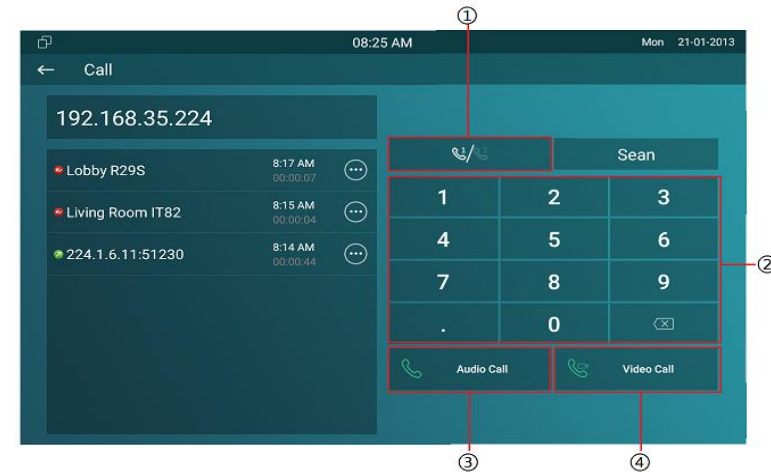 ①
08:25 AM Mon 21-01-2013
← Call
192.168.35.224
1/2 Sean
Lobby R29S 8:17 AM
00:00:07
Living Room IT82 8:15 AM
00:00:04
224.1.6.11:51230 8:14 AM
00:00:44
1 2 3
4 5 6
7 8 9
. 0
②
Audio Call Video Call
③ ④